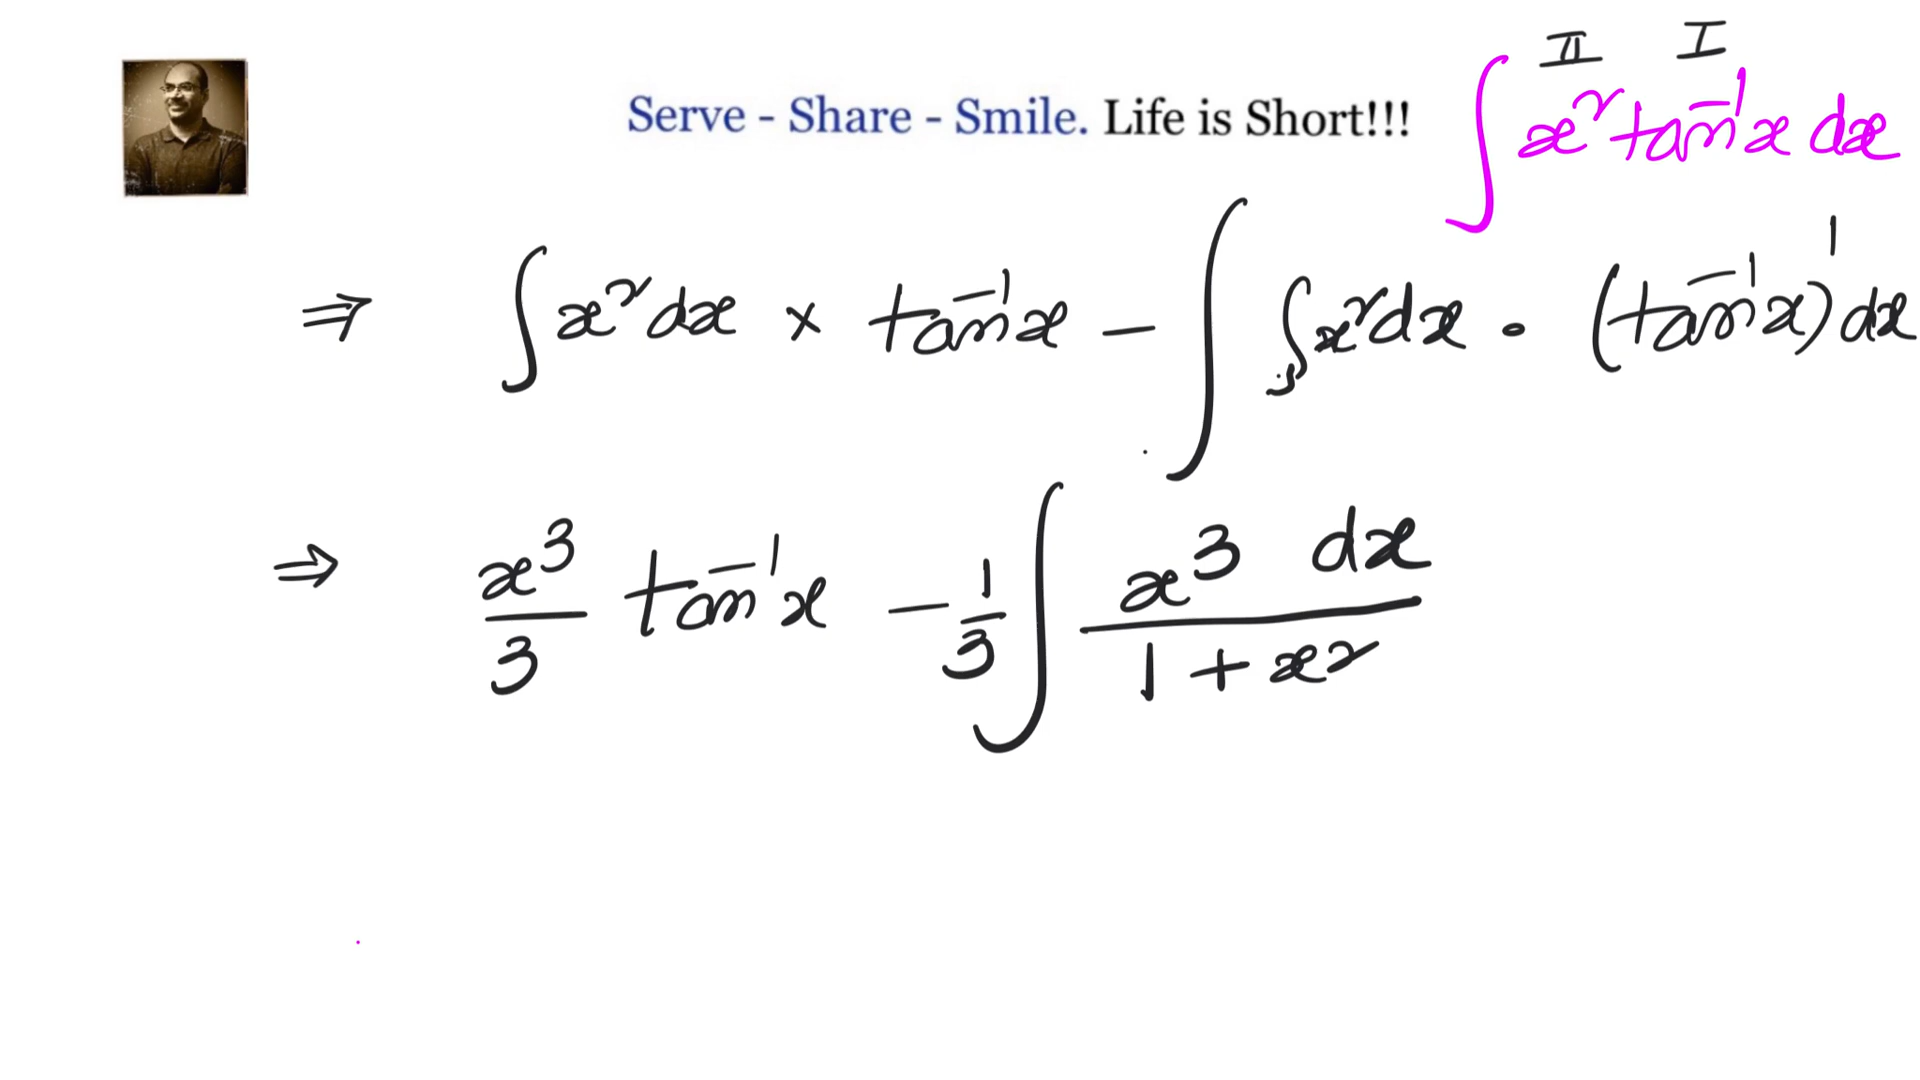 II I
Serve - Share - Smile. Life is Short!!! ∫ x² tan⁻¹x dx
⇒ ∫ x² dx × tan⁻¹x − ∫ ∫ x² dx · (tan⁻¹x)' dx
⇒ x³/3 tan⁻¹x − 1/3 ∫ x³ dx / 1 + x²